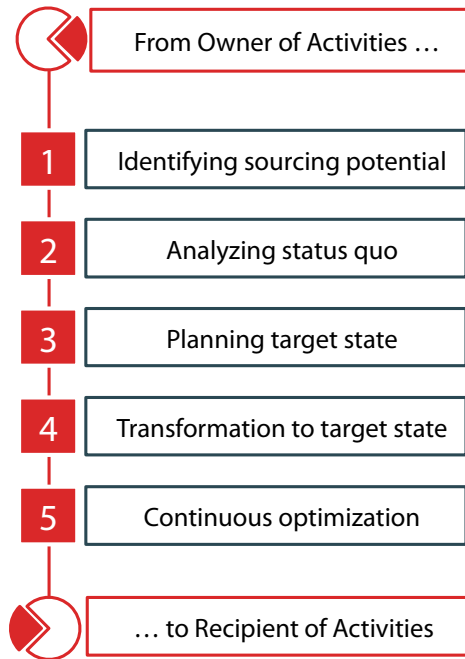 From Owner of Activities …
1 Identifying sourcing potential
2 Analyzing status quo
3 Planning target state
4 Transformation to target state
5 Continuous optimization
… to Recipient of Activities